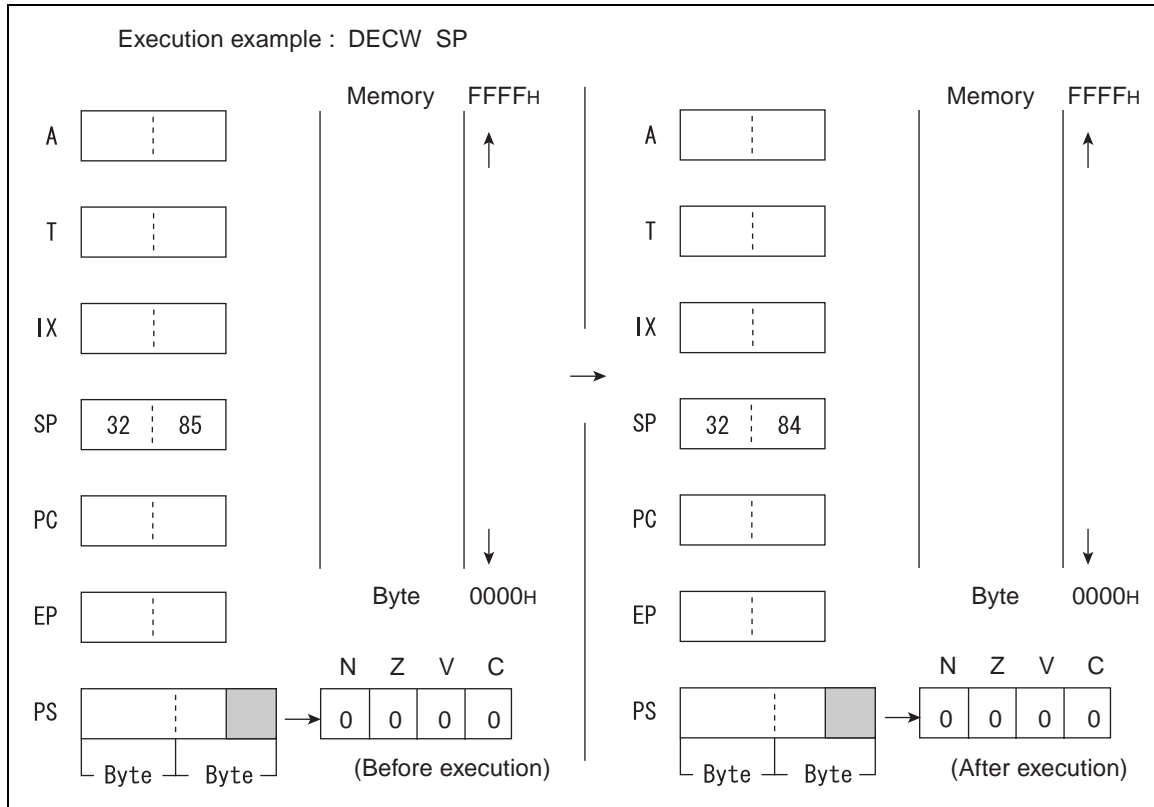 Execution example : DECW SP
Memory FFFFH
A
T
IX
SP 32 85
PC
EP
Byte 0000H
N Z V C
PS 0 0 0 0
Byte Byte (Before execution)
Memory FFFFH
A
T
IX
SP 32 84
PC
EP
Byte 0000H
N Z V C
PS 0 0 0 0
Byte Byte (After execution)